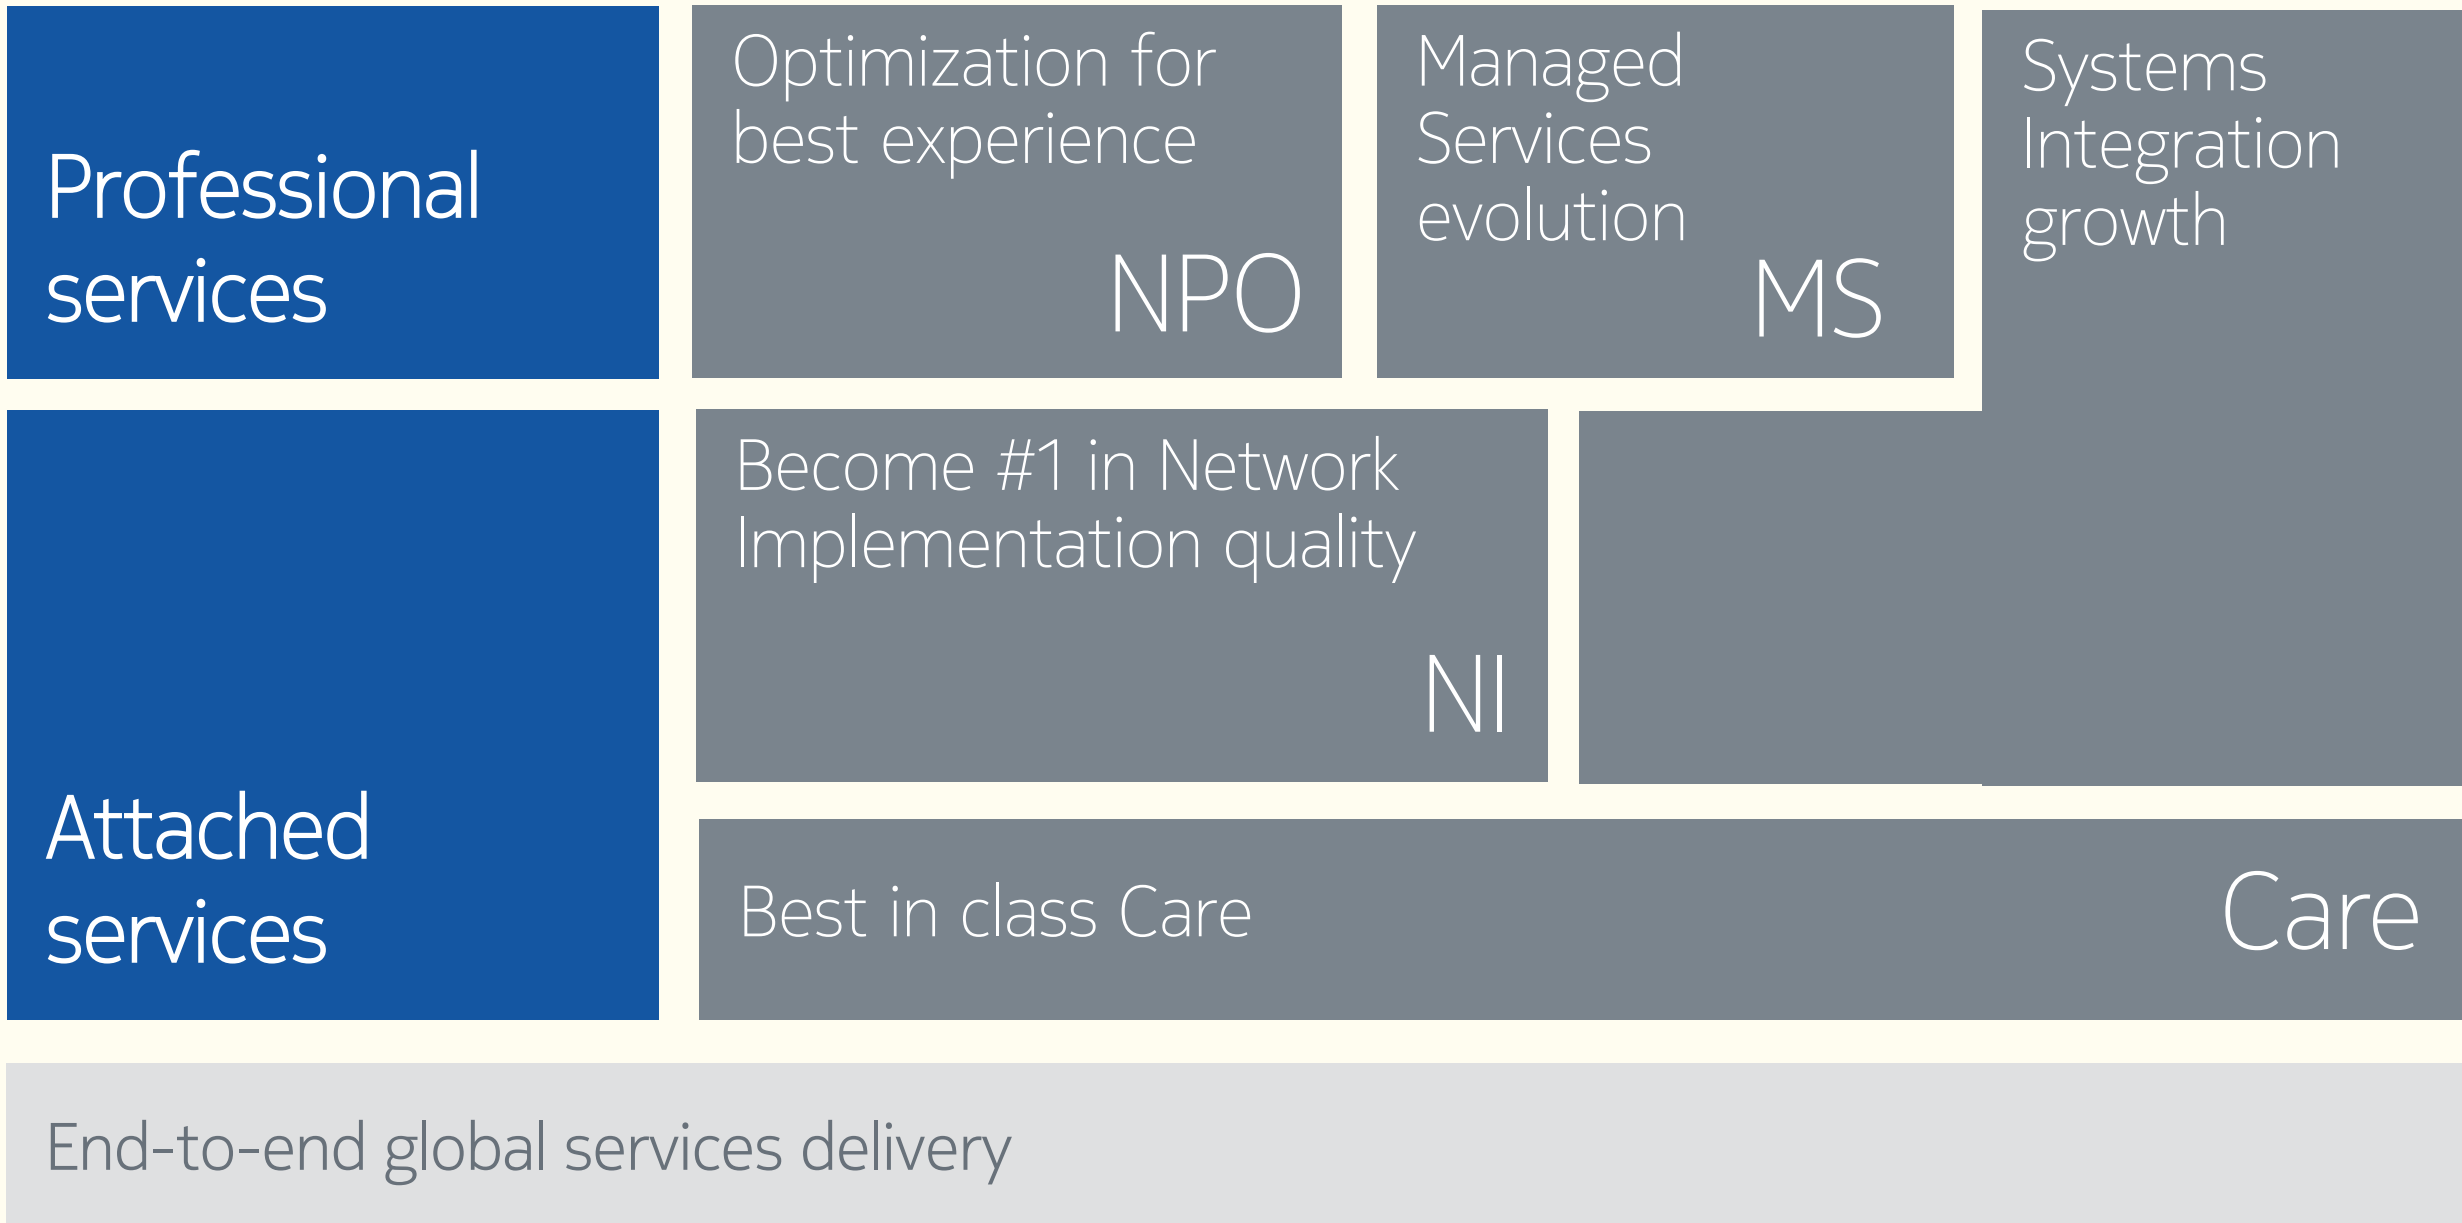 Professional
services
Optimization for
best experience
NPO
Managed
Services
evolution
MS
Systems
Integration
growth
Attached
services
Become #1 in Network
Implementation quality
NI
Best in class Care
Care
End-to-end global services delivery